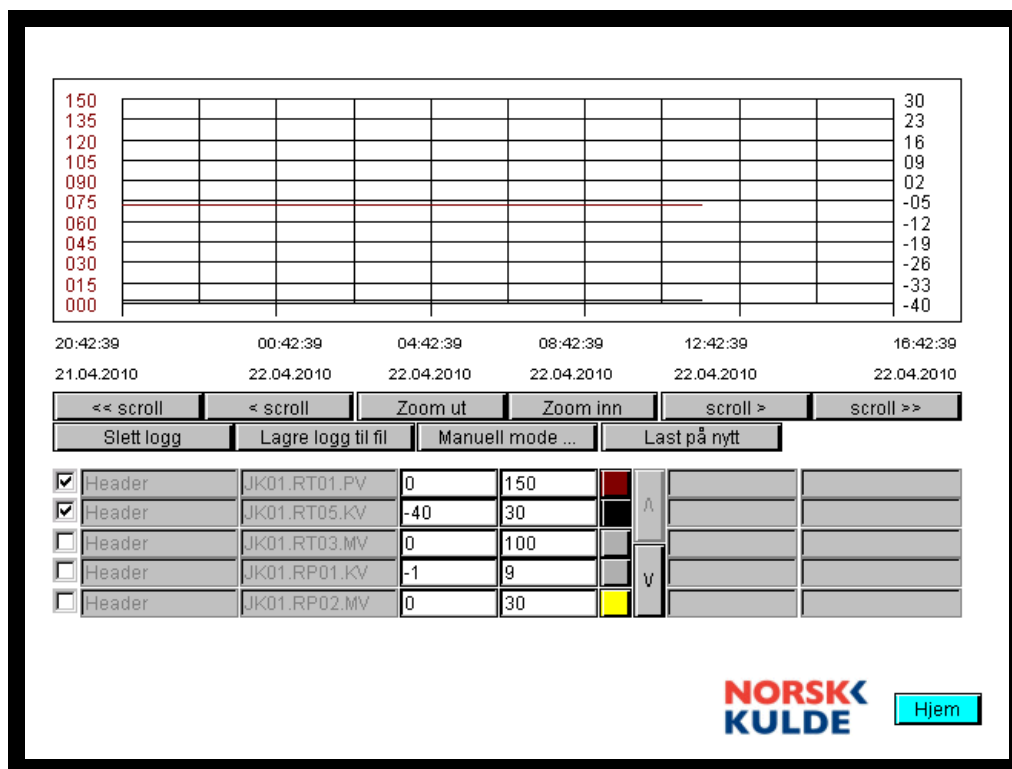 150 30
135 23
120 16
105 09
090 02
075 -05
060 -12
045 -19
030 -26
015 -33
000 -40
20:42:39 00:42:39 04:42:39 08:42:39 12:42:39 16:42:39
21.04.2010 22.04.2010 22.04.2010 22.04.2010 22.04.2010 22.04.2010
<< scroll < scroll Zoom ut Zoom inn scroll > scroll >>
Slett logg Lagre logg til fil Manuell mode ... Last på nytt
Header JK01.RT01.PV 0 150
Header JK01.RT05.KV -40 30
Header JK01.RT03.MV 0 100
Header JK01.RP01.KV -1 9
Header JK01.RP02.MV 0 30
NORSK
KULDE
Hjem